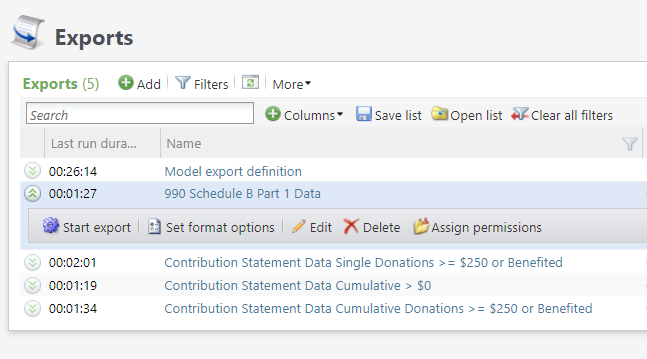 Exports
Exports (5) Add Filters More
Search Columns Save list Open list Clear all filters
Last run dura... Name
00:26:14 Model export definition
00:01:27 990 Schedule B Part 1 Data
Start export Set format options Edit Delete Assign permissions
00:02:01 Contribution Statement Data Single Donations >= $250 or Benefited
00:01:19 Contribution Statement Data Cumulative > $0
00:01:34 Contribution Statement Data Cumulative Donations >= $250 or Benefited